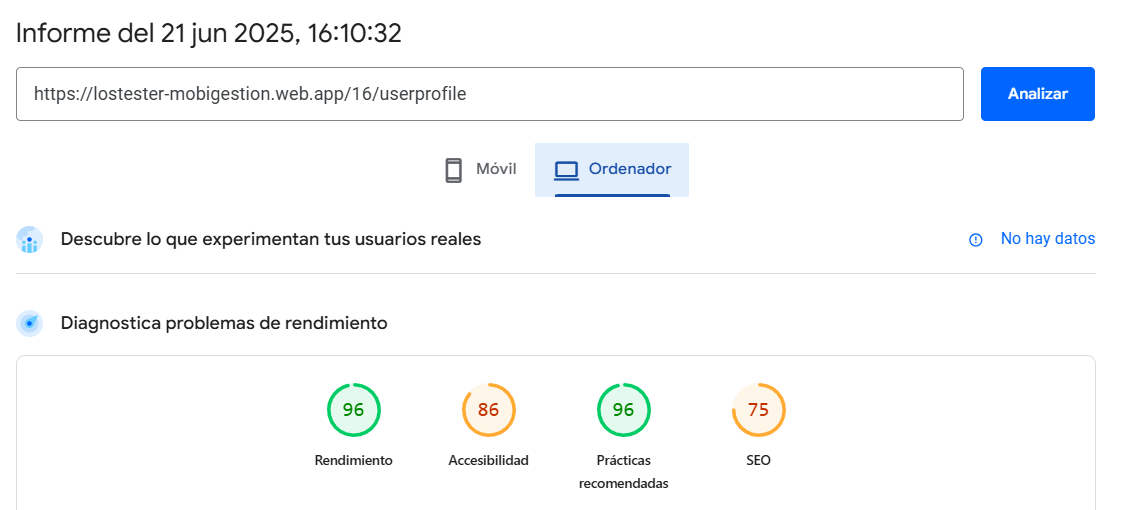 Informe del 21 jun 2025, 16:10:32
https://lostester-mobigestion.web.app/16/userprofile
Analizar
Móvil
Ordenador
Descubre lo que experimentan tus usuarios reales
No hay datos
Diagnostica problemas de rendimiento
96
86
96
75
Rendimiento
Accesibilidad
Prácticas
recomendadas
SEO